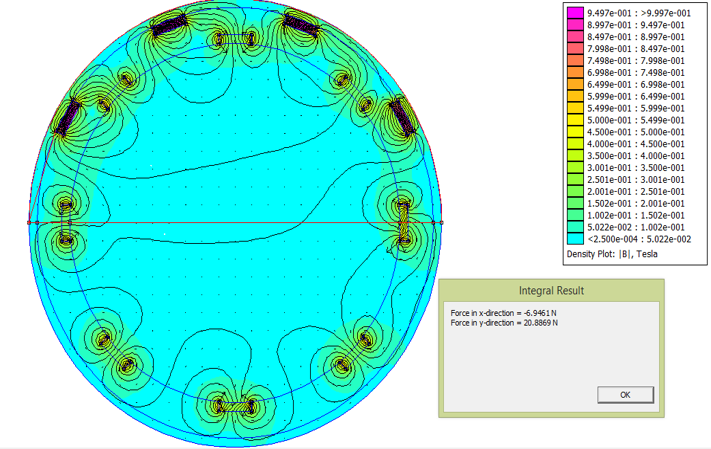 9.497e-001 : >9.997e-001
8.997e-001 : 9.497e-001
8.497e-001 : 8.997e-001
7.998e-001 : 8.497e-001
7.498e-001 : 7.998e-001
6.998e-001 : 7.498e-001
6.499e-001 : 6.998e-001
5.999e-001 : 6.499e-001
5.499e-001 : 5.999e-001
5.000e-001 : 5.499e-001
4.500e-001 : 5.000e-001
4.000e-001 : 4.500e-001
3.500e-001 : 4.000e-001
3.001e-001 : 3.500e-001
2.501e-001 : 3.001e-001
2.001e-001 : 2.501e-001
1.502e-001 : 2.001e-001
1.002e-001 : 1.502e-001
5.022e-002 : 1.002e-001
<2.500e-004 : 5.022e-002
Density Plot: |B|, Tesla
Integral Result
Force in x-direction = -6.9461 N
Force in y-direction = 20.8869 N
OK